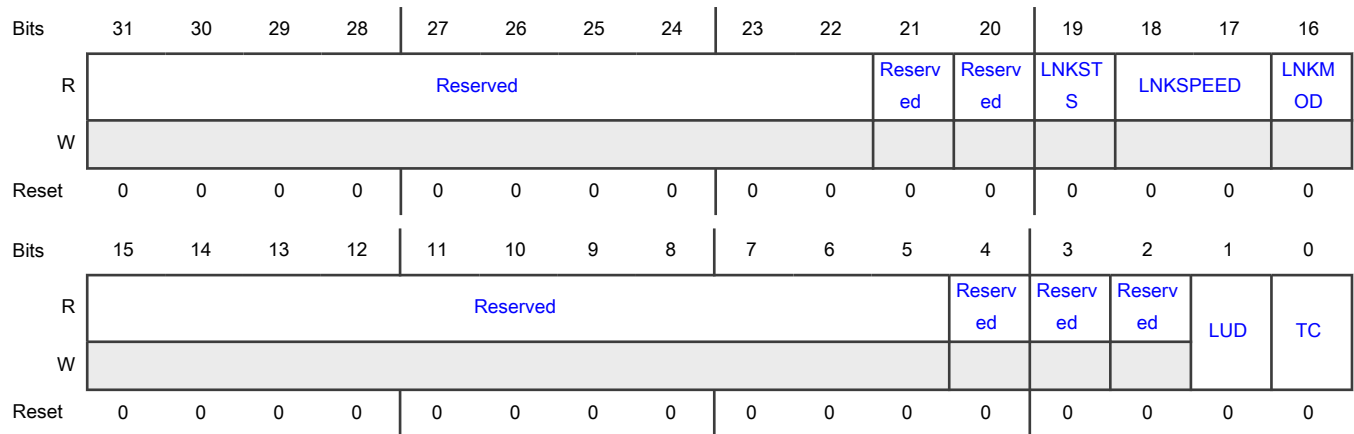 Bits 31 30 29 28 27 26 25 24 23 22 21 20 19 18 17 16
R Reserved Reserv ed Reserv ed LNKST S LNKSPEED LNKM OD
W
Reset 0 0 0 0 0 0 0 0 0 0 0 0 0 0 0 0
Bits 15 14 13 12 11 10 9 8 7 6 5 4 3 2 1 0
R Reserved Reserv ed Reserv ed Reserv ed LUD TC
W
Reset 0 0 0 0 0 0 0 0 0 0 0 0 0 0 0 0